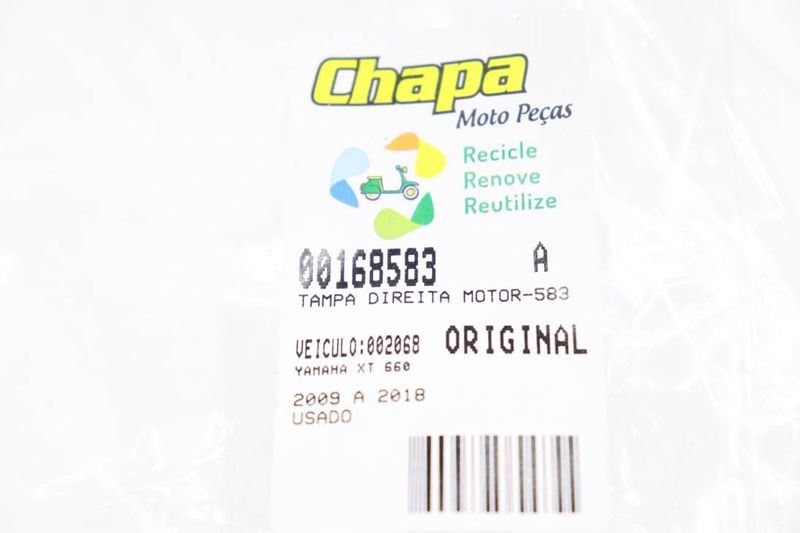 Chapa
Moto Peças
Recicle
Renove
Reutilize
00168583 A
TAMPA DIREITA MOTOR-583
VEICULO:002068 ORIGINAL
YAMAHA XT 660
2009 A 2018
USADO